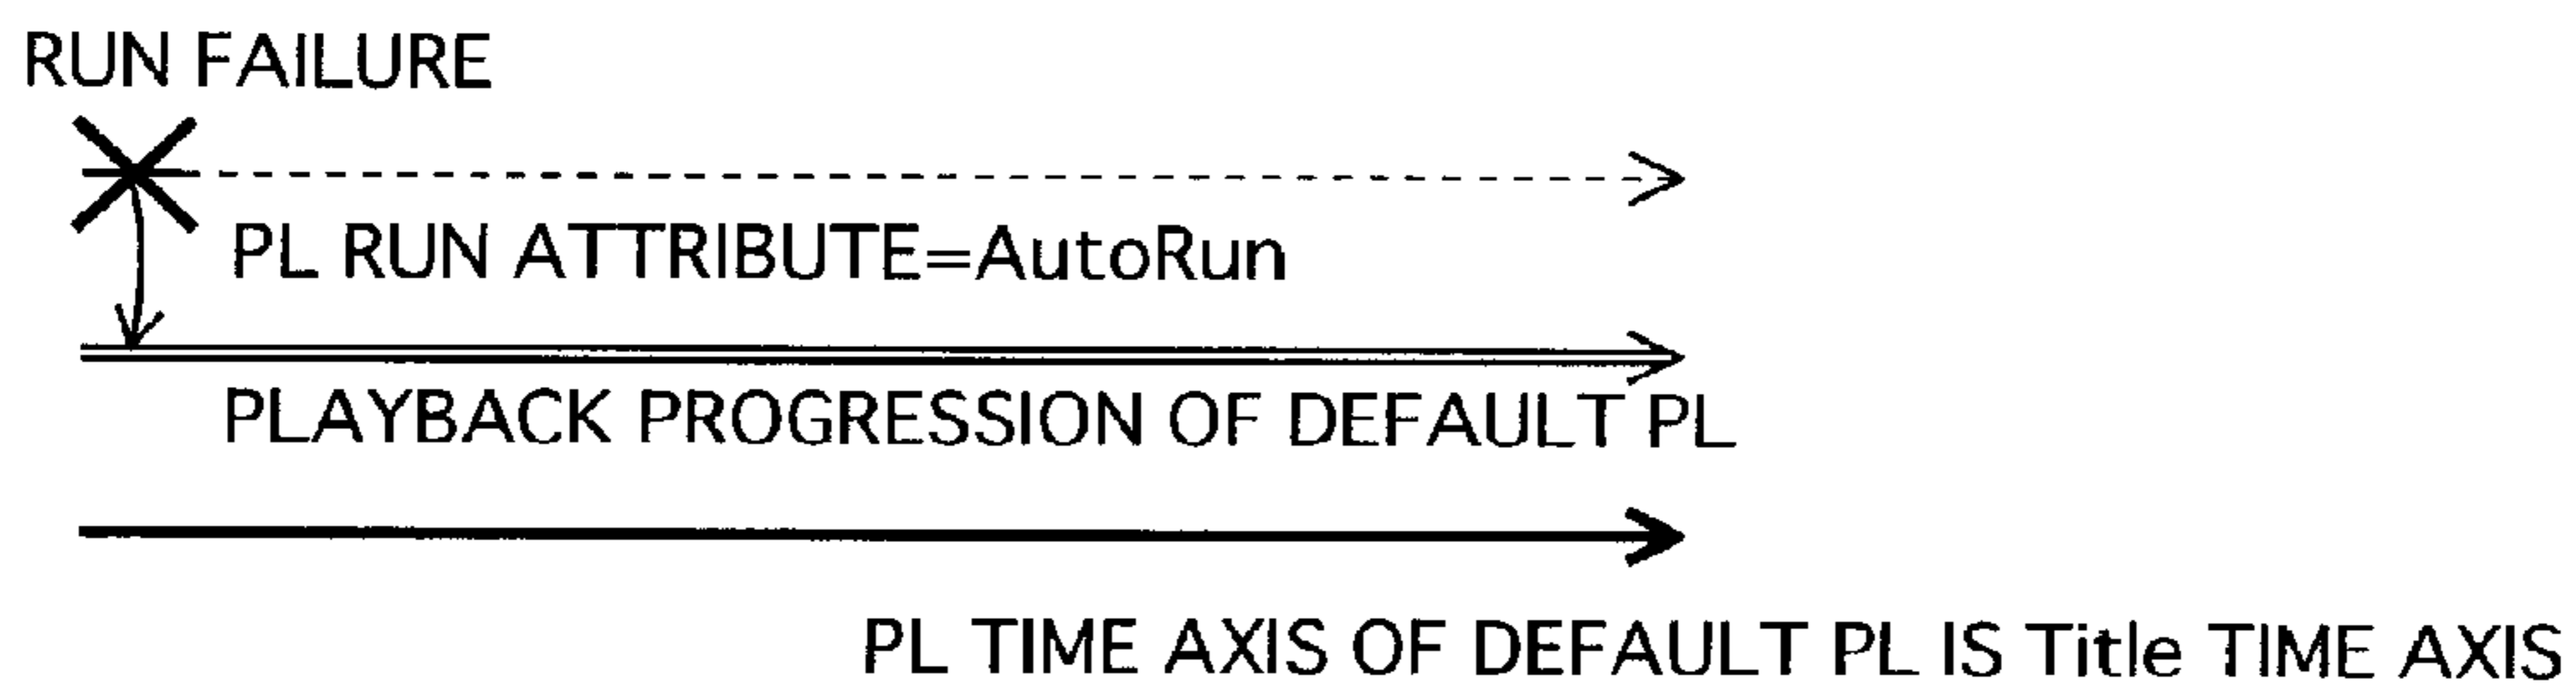 RUN FAILURE
PL RUN ATTRIBUTE=AutoRun
PLAYBACK PROGRESSION OF DEFAULT PL
PL TIME AXIS OF DEFAULT PL IS Title TIME AXIS